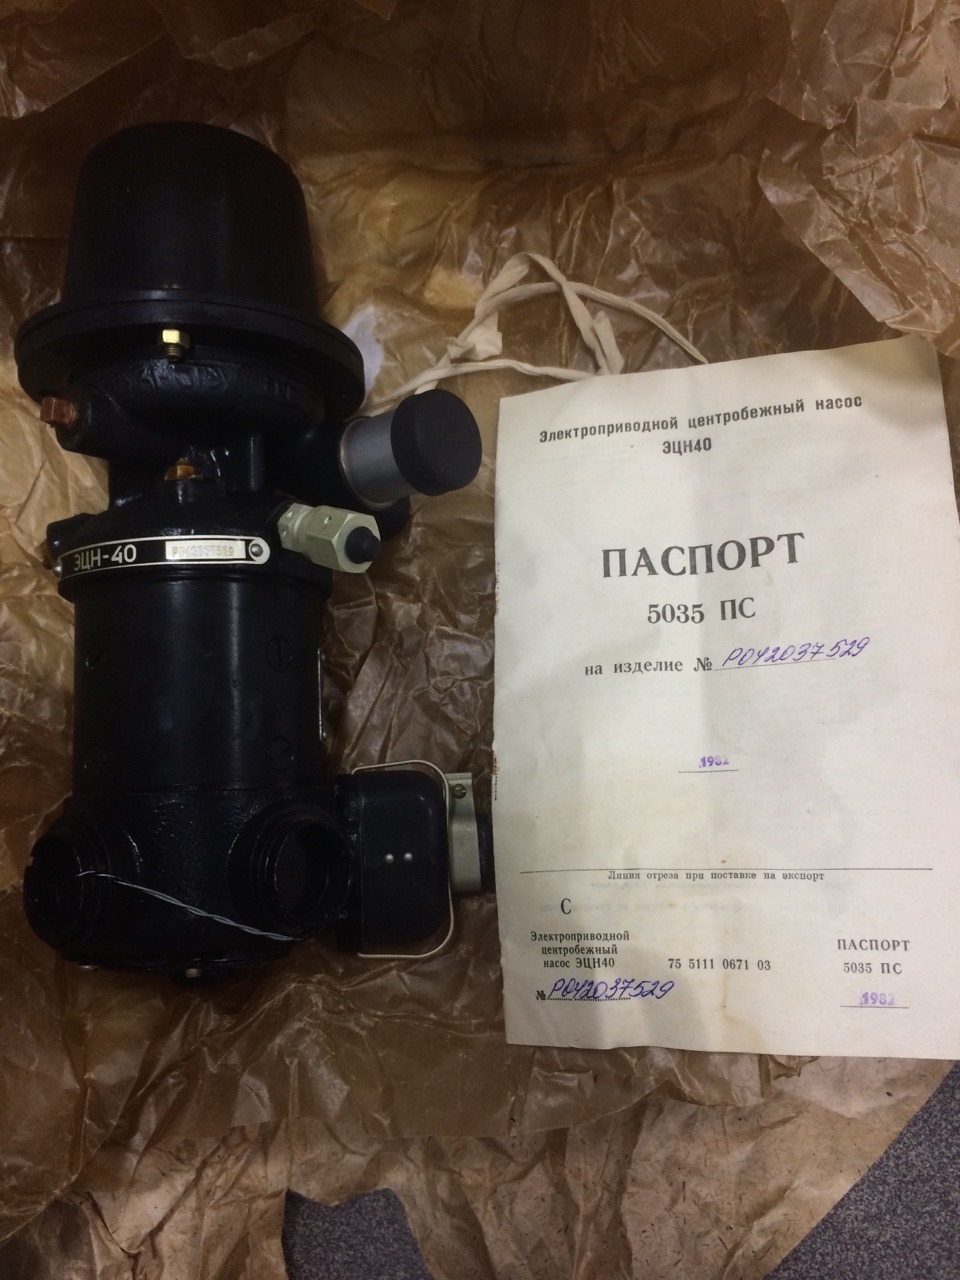 ЭЦН-40 Р042037529
Электроприводной центробежный насос
ЭЦН40
ПАСПОРТ
5035 ПС
на изделие № Р042037529
1982
Линия отреза при поставке на экспорт
С
Электроприводной
центробежный
насос ЭЦН40
75 5111 0671 03
№ Р042037529
ПАСПОРТ
5035 ПС
1982